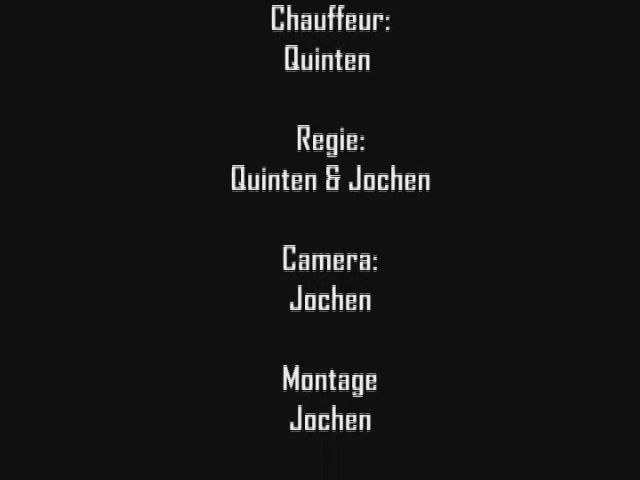 Chauffeur:
Quinten
Regie:
Quinten & Jochen
Camera:
Jochen
Montage
Jochen